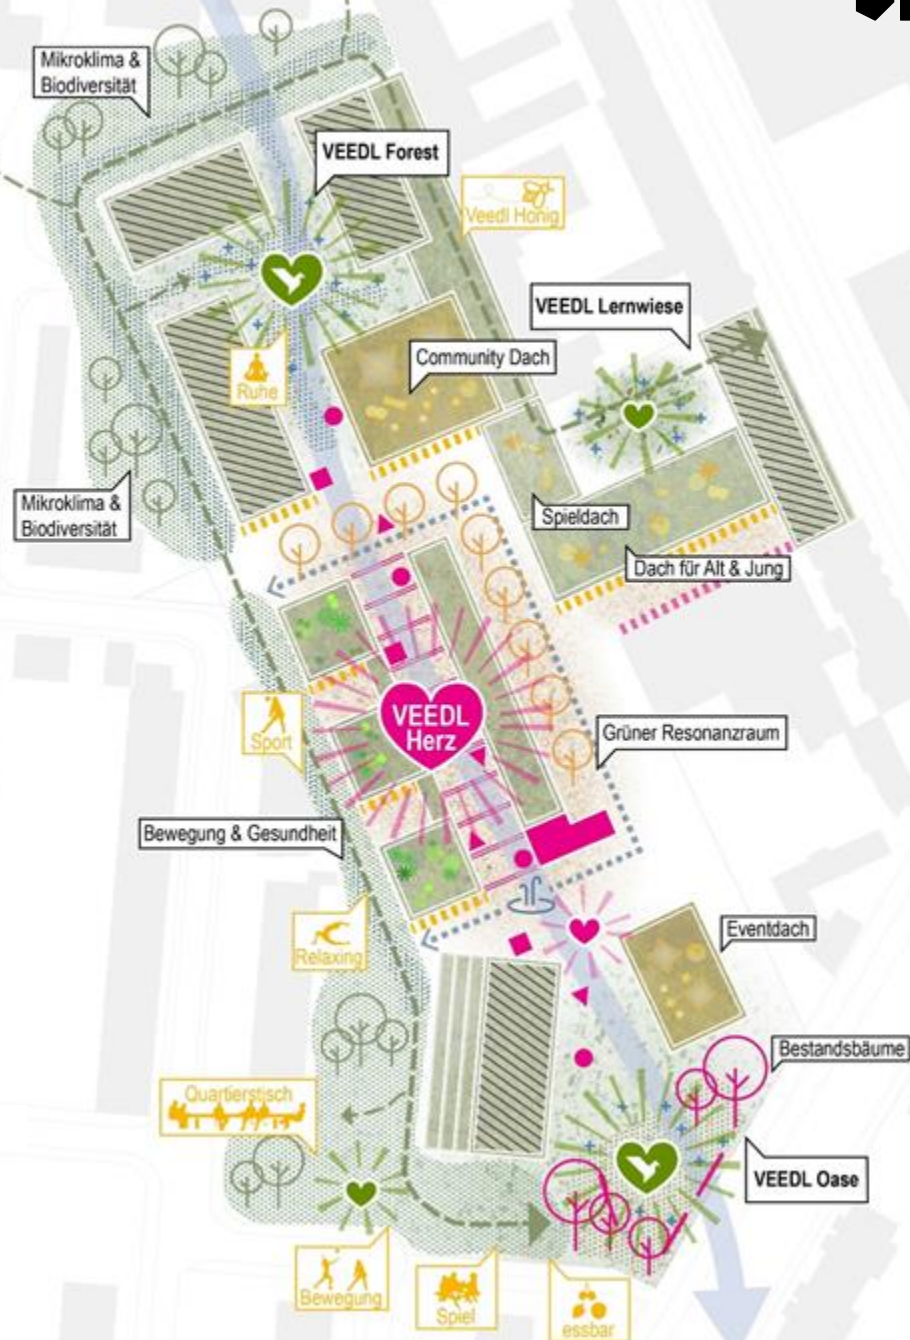 Mikroklima &
Biodiversität
VEEDL Forest
Veedl Honig
VEEDL Lernwiese
Community Dach
Ruhe
Mikroklima &
Biodiversität
Spieldach
Dach für Alt & Jung
VEEDL
Herz
Sport
Grüner Resonanzraum
Bewegung & Gesundheit
Eventdach
Relaxing
Bestandsbäume
Quartierstisch
VEEDL Oase
Bewegung
Spiel
essbar